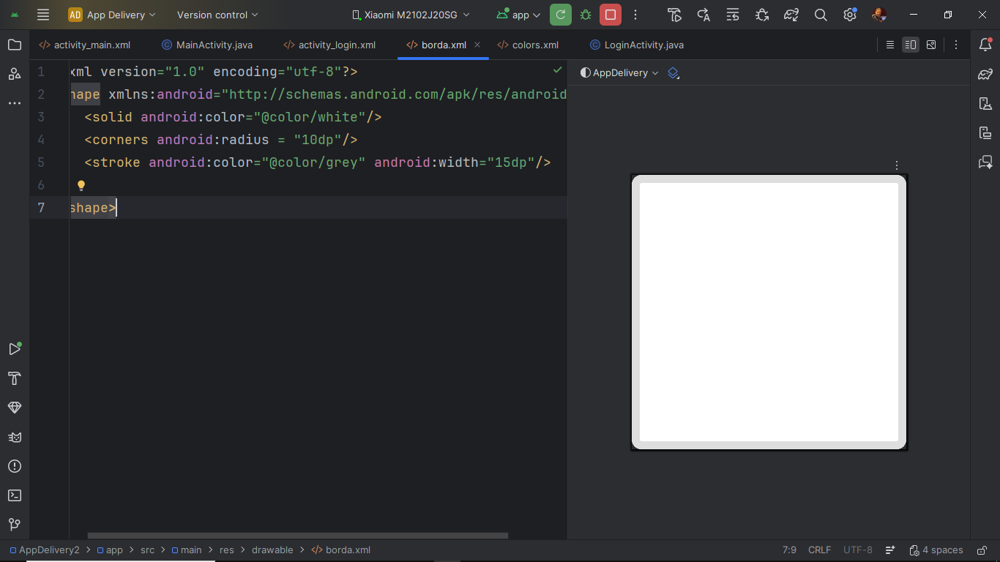 AD App Delivery Version control Xiaomi M2102J20SG app
activity_main.xml MainActivity.java activity_login.xml borda.xml colors.xml LoginActivity.java
1 xml version="1.0" encoding="utf-8"?>
2 hape xmlns:android="http://schemas.android.com/apk/res/android
3 <solid android:color="@color/white"/>
4 <corners android:radius = "10dp"/>
5 <stroke android:color="@color/grey" android:width="15dp"/>
6
7 shape>
AppDelivery
AppDelivery2 > app > src > main > res > drawable > borda.xml 7:9 CRLF UTF-8 4 spaces